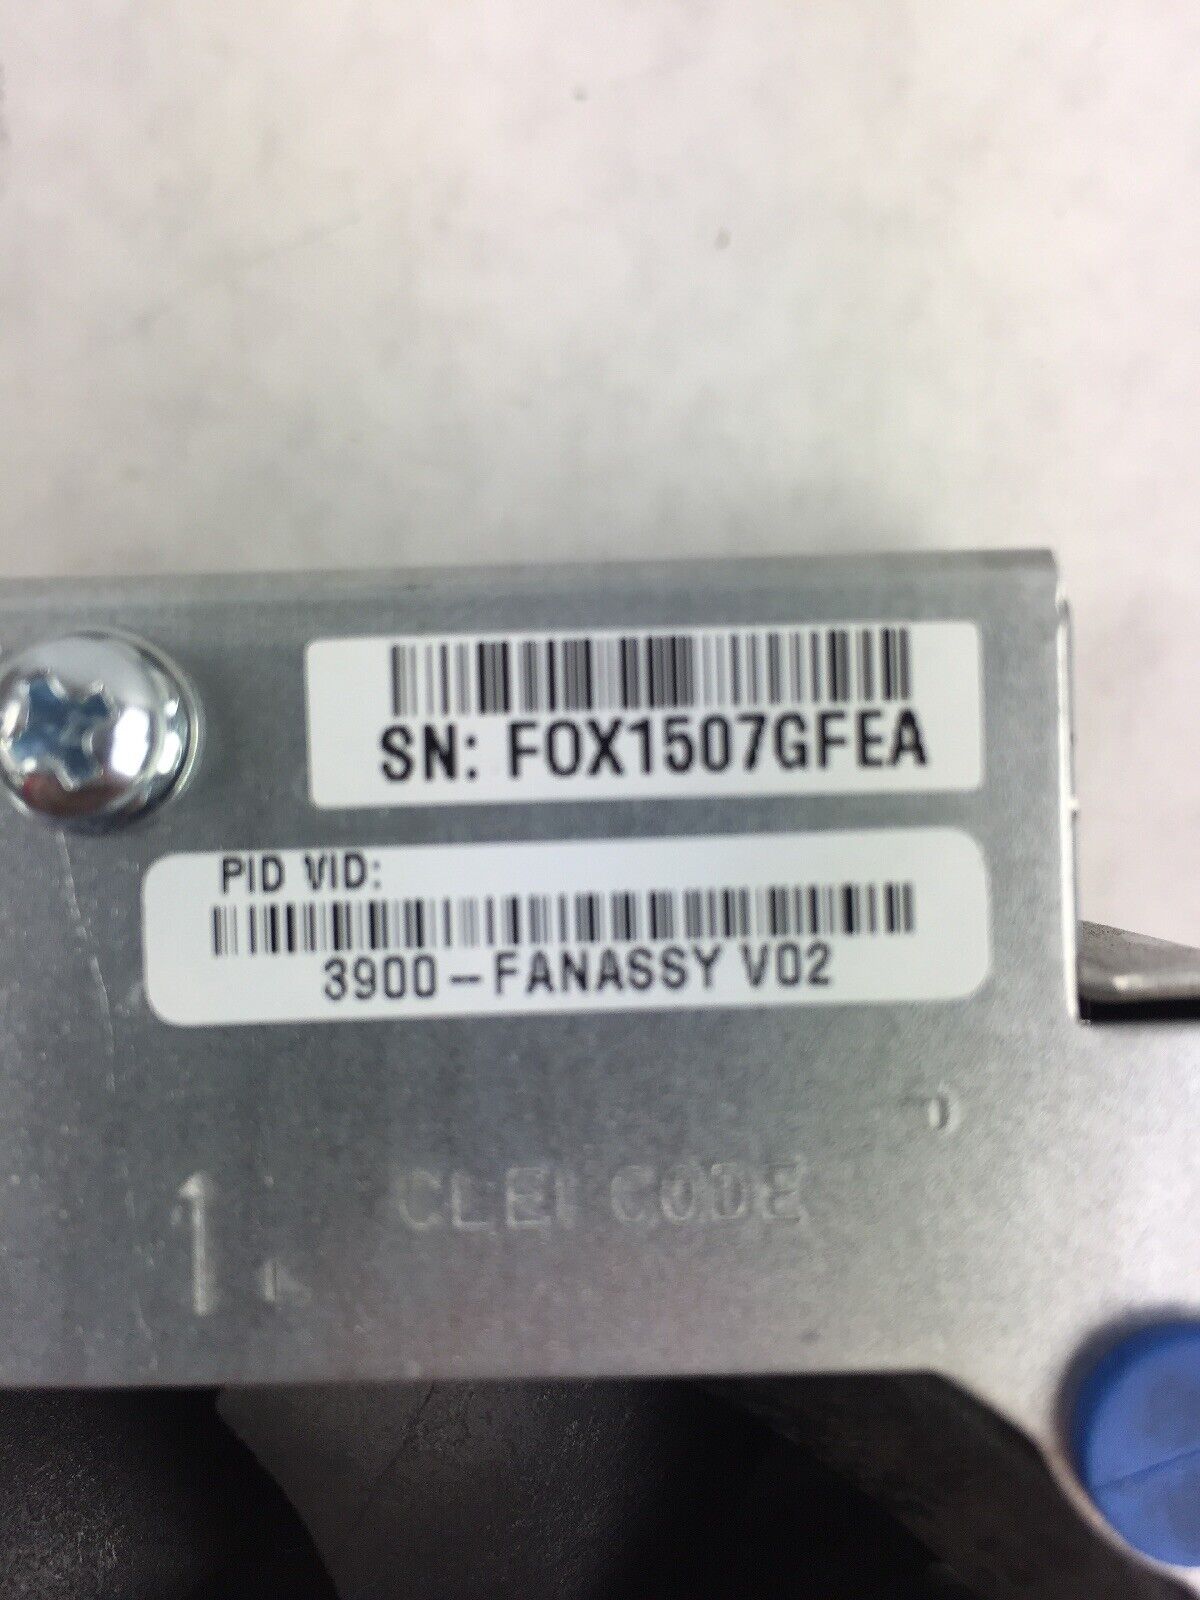 SN: FOX1507GFEA
PID VID:
3900-FANASSY V02
CLEI CODE
1